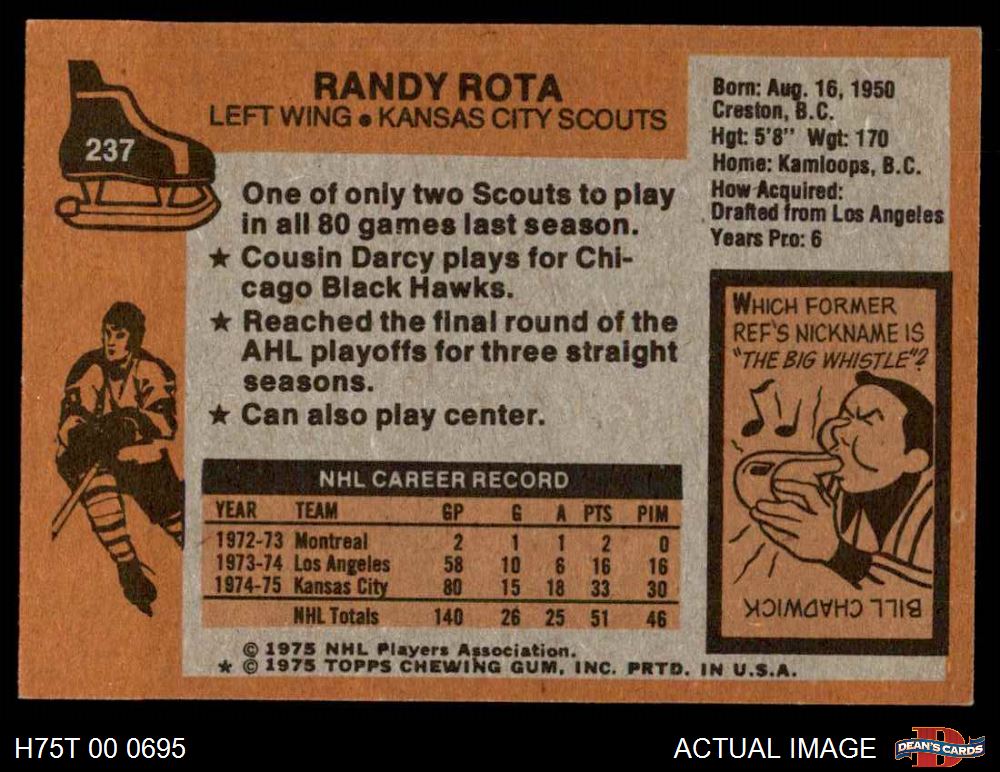 237
RANDY ROTA
LEFT WING ● KANSAS CITY SCOUTS
One of only two Scouts to play
in all 80 games last season.
★ Cousin Darcy plays for Chi-
cago Black Hawks.
★ Reached the final round of the
AHL playoffs for three straight
seasons.
★ Can also play center.
Born: Aug. 16, 1950
Creston, B.C.
Hgt: 5'8" Wgt: 170
Home: Kamloops, B.C.
How Acquired:
Drafted from Los Angeles
Years Pro: 6
WHICH FORMER
REF'S NICKNAME IS
"THE BIG WHISTLE"?
BILL CHADWICK
NHL CAREER RECORD
YEAR TEAM GP G A PTS PIM
1972-73 Montreal 2 1 1 2 0
1973-74 Los Angeles 58 10 6 16 16
1974-75 Kansas City 80 15 18 33 30
NHL Totals 140 26 25 51 46
© 1975 NHL Players Association.
★ © 1975 TOPPS CHEWING GUM, INC. PRTD. IN U.S.A.
H75T 00 0695
ACTUAL IMAGE
D
DEAN'S CARDS